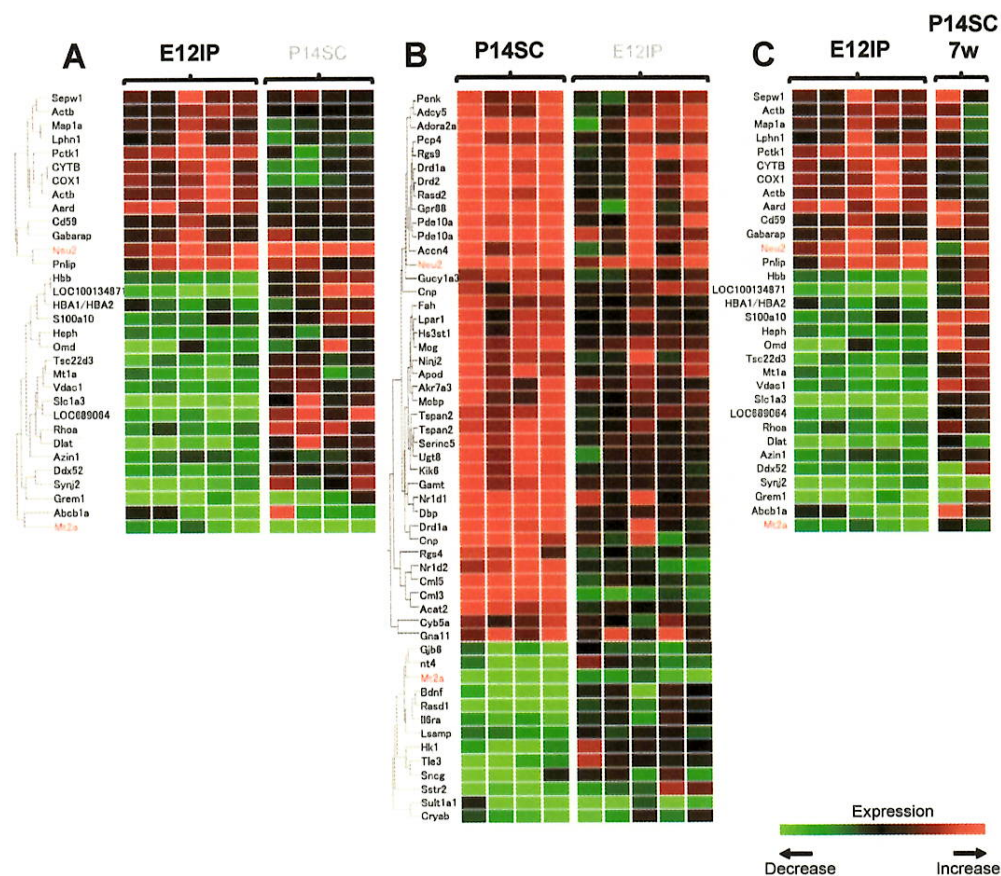 A
E12IP
P14SC
Sepw1
Actb
Map1a
Lphn1
Pctk1
CYTB
COX1
Actb
Aard
Cd59
Gabarap
Neu2
Pnlip
Hbb
LOC100134871
HBA1/HBA2
S100a10
Heph
Omd
Tsc22d3
Mt1a
Vdac1
Slc1a3
LOC689064
Rhoa
Dlat
Azin1
Ddx52
Synj2
Grem1
Abcb1a
Mt2a
B
P14SC
E12IP
Penk
Adcy5
Adora2a
Pcp4
Rgs9
Drd1a
Drd2
Rasd2
Gpr88
Pde10a
Pde10a
Accn4
Neu2
Gucy1a3
Cnp
Fah
Lpar1
Hs3st1
Mog
Ninj2
Apod
Akr7a3
Mobp
Tspan2
Tspan2
Serinc5
Ugt8
Klk6
Gamt
Nr1d1
Dbp
Drd1a
Cnp
Rgs4
Nr1d2
Cml5
Cml3
Acat2
Cyb5a
Gna11
Gjb6
nt4
Mt2a
Bdnf
Rasd1
Il6ra
Lsamp
Hk1
Tle3
Sncg
Sstr2
Sult1a1
Cryab
C
E12IP
P14SC
7w
Sepw1
Actb
Map1a
Lphn1
Pctk1
CYTB
COX1
Actb
Aard
Cd59
Gabarap
Neu2
Pnlip
Hbb
LOC100134871
HBA1/HBA2
S100a10
Heph
Omd
Tsc22d3
Mt1a
Vdac1
Slc1a3
LOC689064
Rhoa
Dlat
Azin1
Ddx52
Synj2
Grem1
Abcb1a
Mt2a
Expression
Decrease
Increase